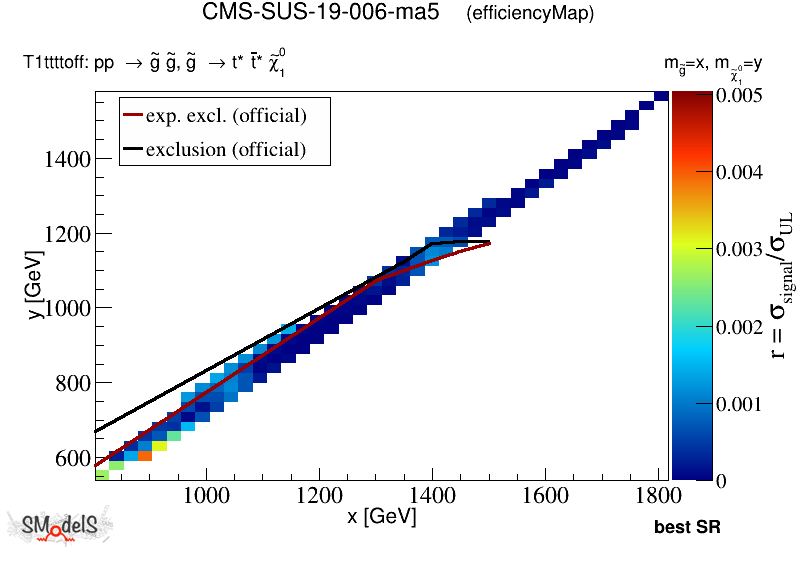 CMS-SUS-19-006-ma5 (efficiencyMap)
T1ttttoff: pp → g̃ g̃, g̃ → t* t̄* χ̃₁⁰
m_g̃=x, m_χ̃₁⁰=y
exp. excl. (official)
exclusion (official)
y [GeV]
1400
1200
1000
800
600
1000 1200 1400 1600 1800
x [GeV]
0.005
0.004
0.003
0.002
0.001
0
r = σ_signal/σ_UL
best SR
SModelS